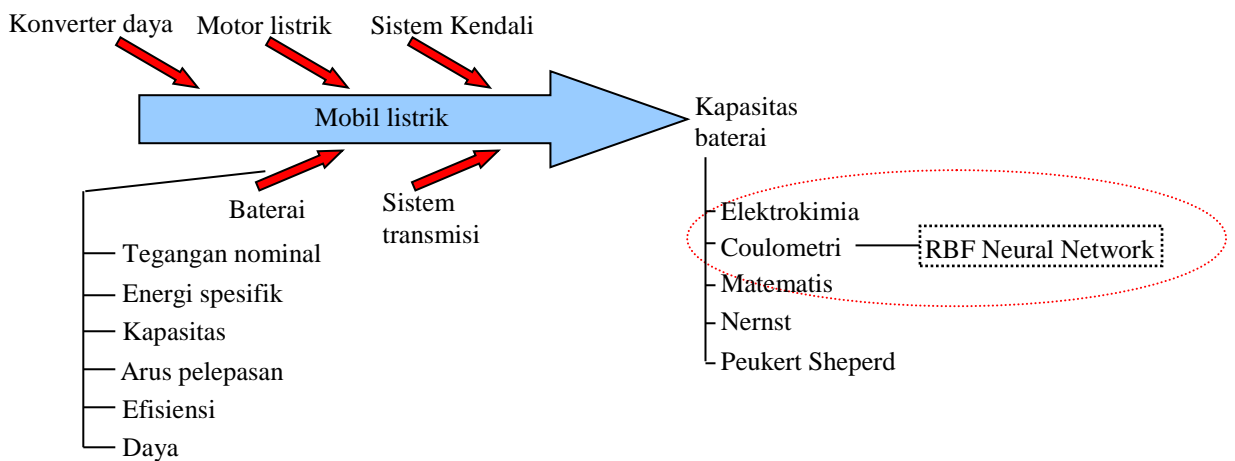 Konverter daya
Motor listrik
Sistem Kendali
Mobil listrik
Kapasitas
baterai
Baterai
Sistem
transmisi
Tegangan nominal
Energi spesifik
Kapasitas
Arus pelepasan
Efisiensi
Daya
Elektrokimia
Coulometri
RBF Neural Network
Matematis
Nernst
Peukert Sheperd